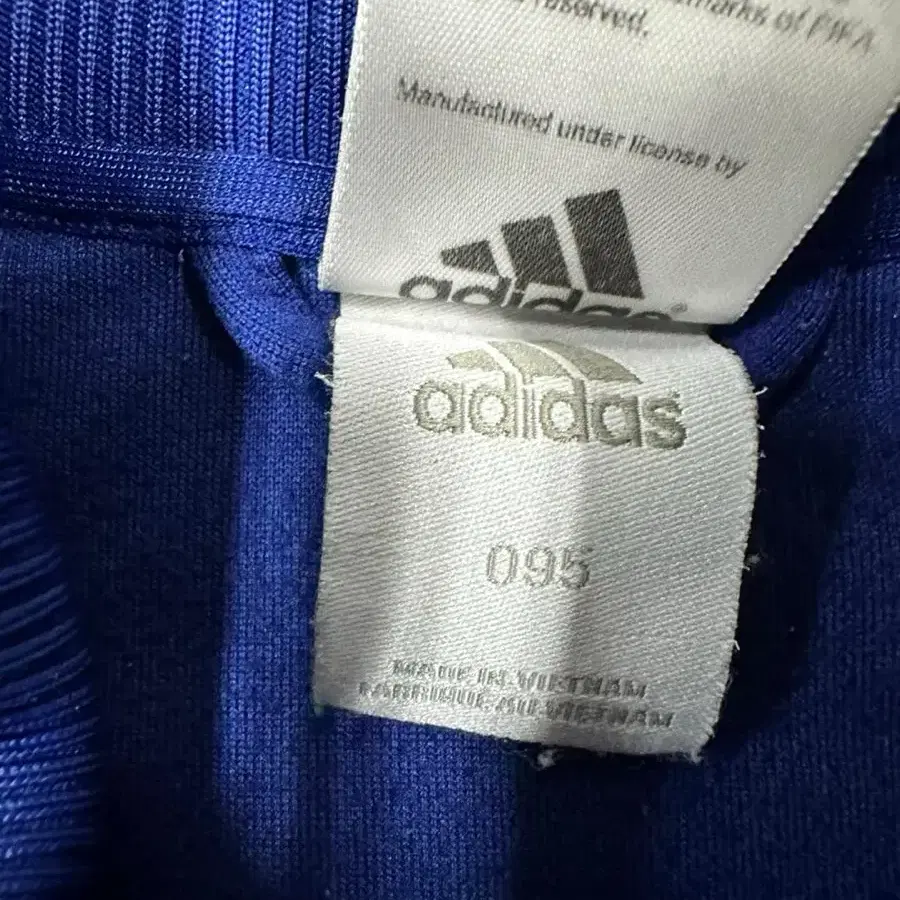 marks of FIFA
reserved.
Manufactured under license by
adidas®
adidas
095
MADE IN VIETNAM
FABRIQUE AU VIETNAM